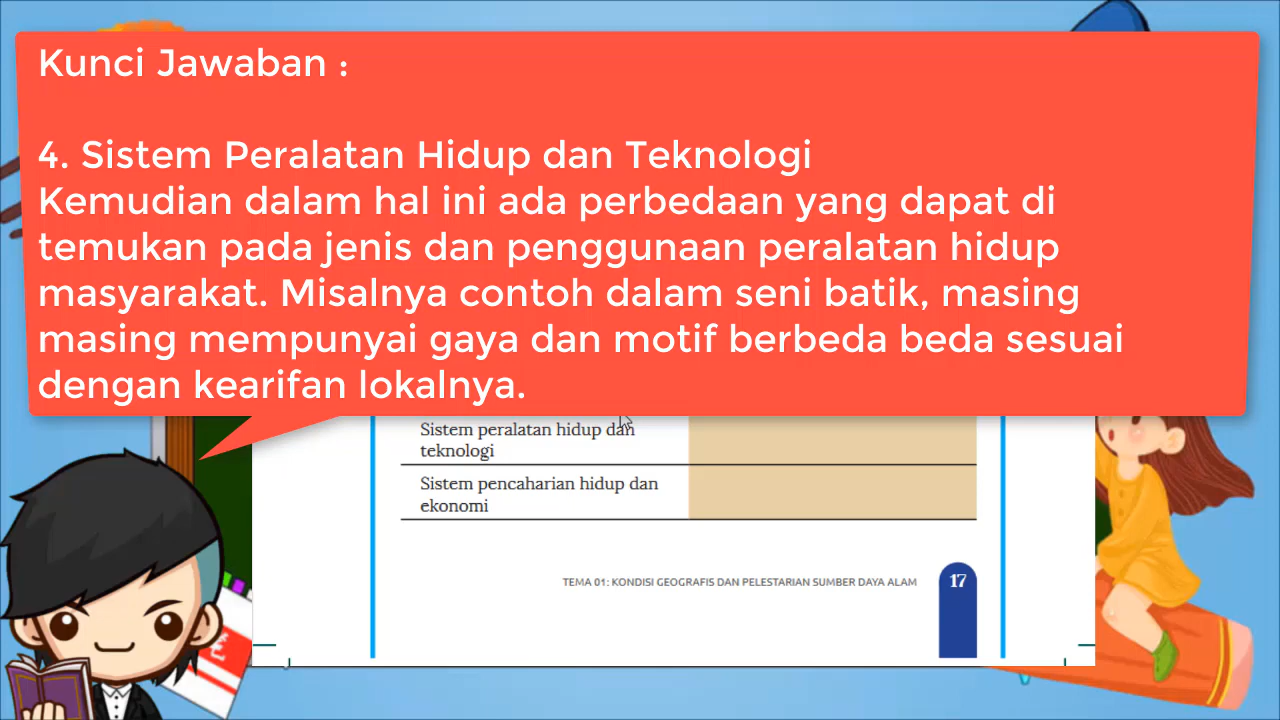 Kunci Jawaban :
4. Sistem Peralatan Hidup dan Teknologi
Kemudian dalam hal ini ada perbedaan yang dapat di
temukan pada jenis dan penggunaan peralatan hidup
masyarakat. Misalnya contoh dalam seni batik, masing
masing mempunyai gaya dan motif berbeda beda sesuai
dengan kearifan lokalnya.
Sistem peralatan hidup dan
teknologi
Sistem pencaharian hidup dan
ekonomi
TEMA 01: KONDISI GEOGRAFIS DAN PELESTARIAN SUMBER DAYA ALAM
17